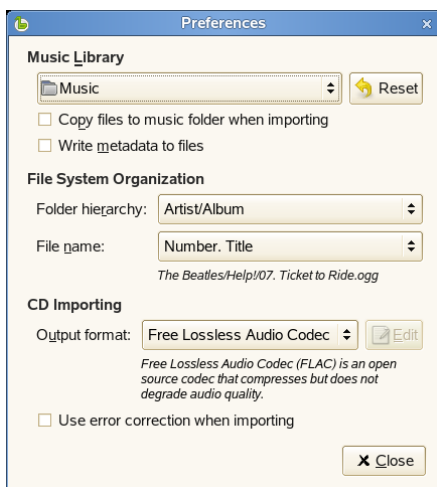 Preferences
Music Library
Music
Reset
Copy files to music folder when importing
Write metadata to files
File System Organization
Folder hierarchy: Artist/Album
File name: Number. Title
The Beatles/Help!/07. Ticket to Ride.ogg
CD Importing
Output format: Free Lossless Audio Codec Edit
Free Lossless Audio Codec (FLAC) is an open
source codec that compresses but does not
degrade audio quality.
Use error correction when importing
Close